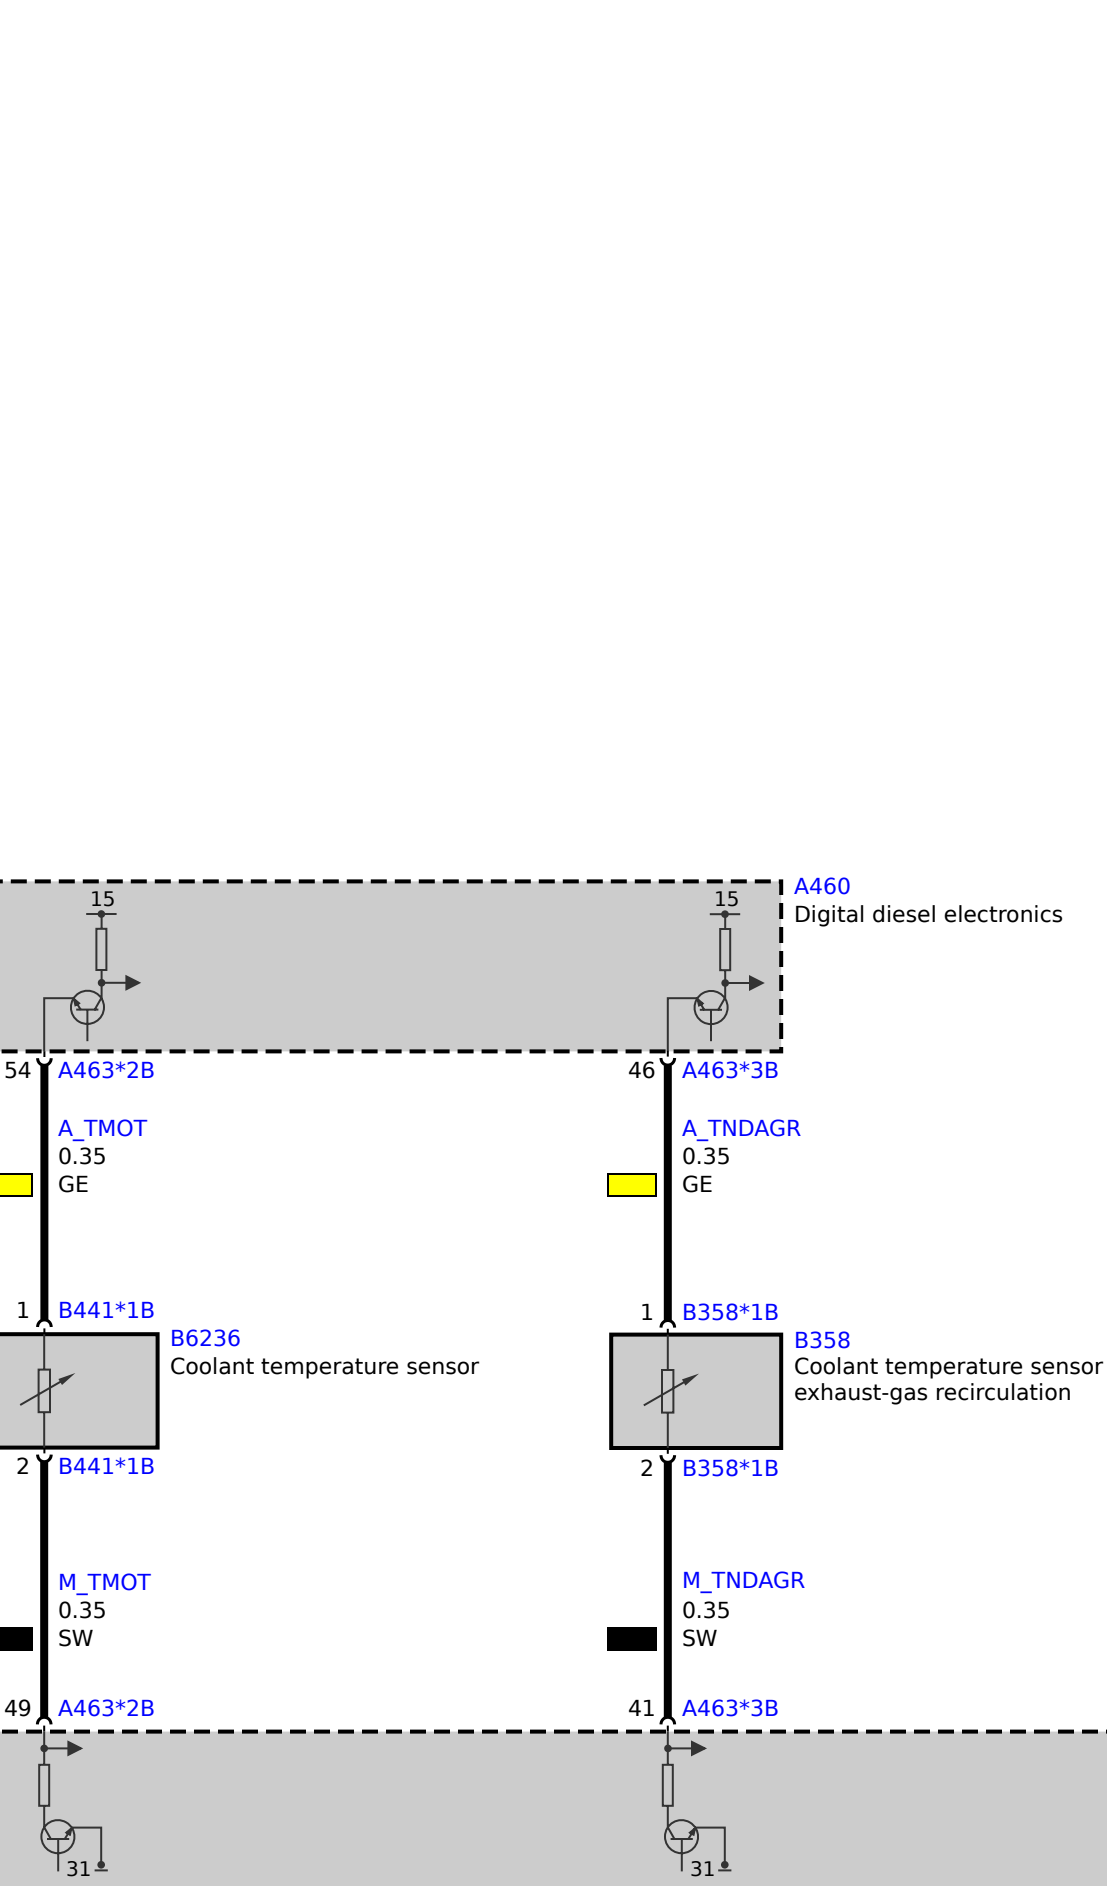 15
15
A460
Digital diesel electronics
54
A463*2B
46
A463*3B
A_TMOT
0.35
GE
A_TNDAGR
0.35
GE
1
B441*1B
1
B358*1B
B6236
Coolant temperature sensor
B358
Coolant temperature sensor
exhaust-gas recirculation
2
B441*1B
2
B358*1B
M_TMOT
0.35
SW
M_TNDAGR
0.35
SW
49
A463*2B
41
A463*3B
31
31